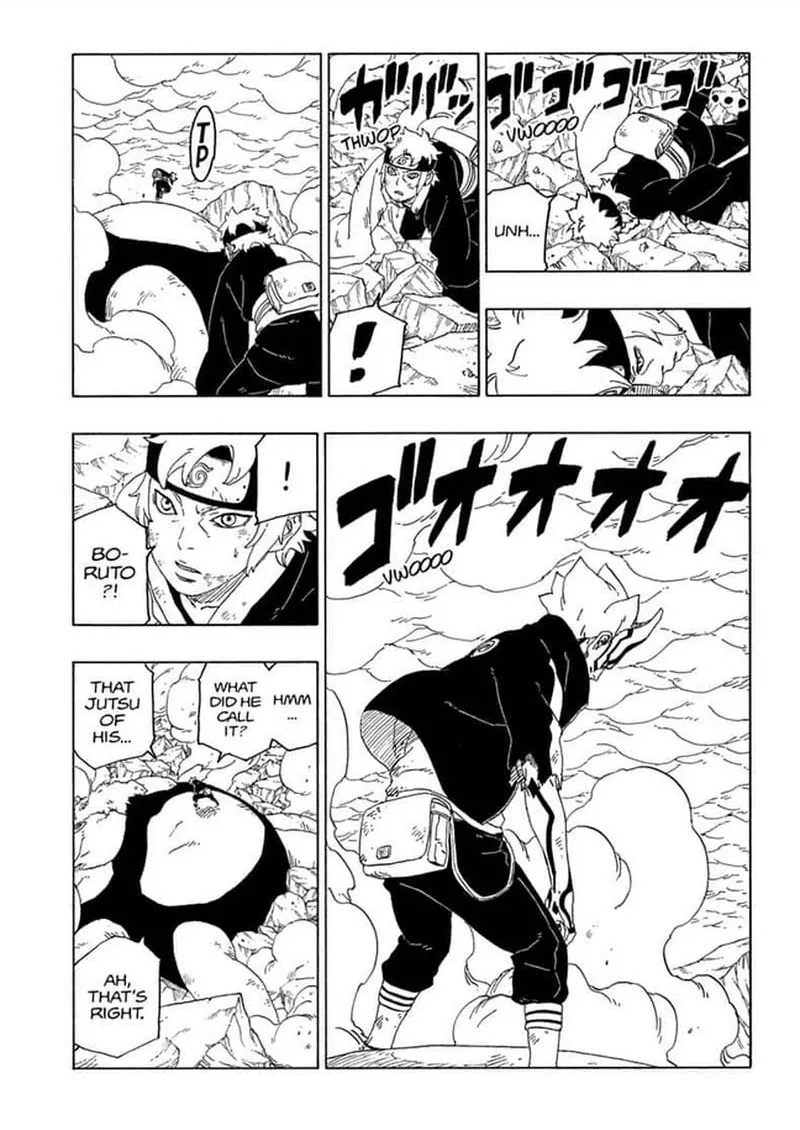 ゴゴゴゴ
VWOOOO
UNH...
ガバッ
THWOP
!
TP
ゴオオオオ
VWOOOO
!
BO-
RUTO
?!
HMM
...
WHAT
DID HE
CALL
IT?
THAT
JUTSU
OF
HIS...
AH,
THAT'S
RIGHT.